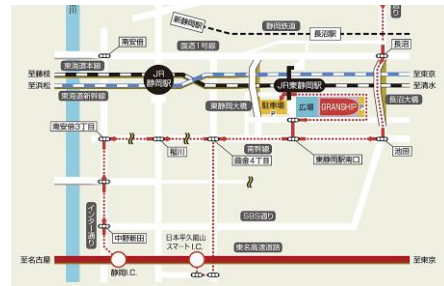 通り
新静岡駅
静岡鉄道
長沼駅
南安倍
国道1号線
長沼
東海道本線
至藤枝
至浜松
東海道新幹線
JR
静岡駅
JR東静岡駅
至東京
至清水
東静岡大橋
駐車場
P
広場
GRANSHIP
長沼大橋
南安倍3丁目
南幹線
稲川
曲金4丁目
東静岡駅南口
池田
インター通り
中野新田
SBS通り
日本平久能山
スマートI.C.
東名高速道路
至名古屋
静岡I.C.
至東京